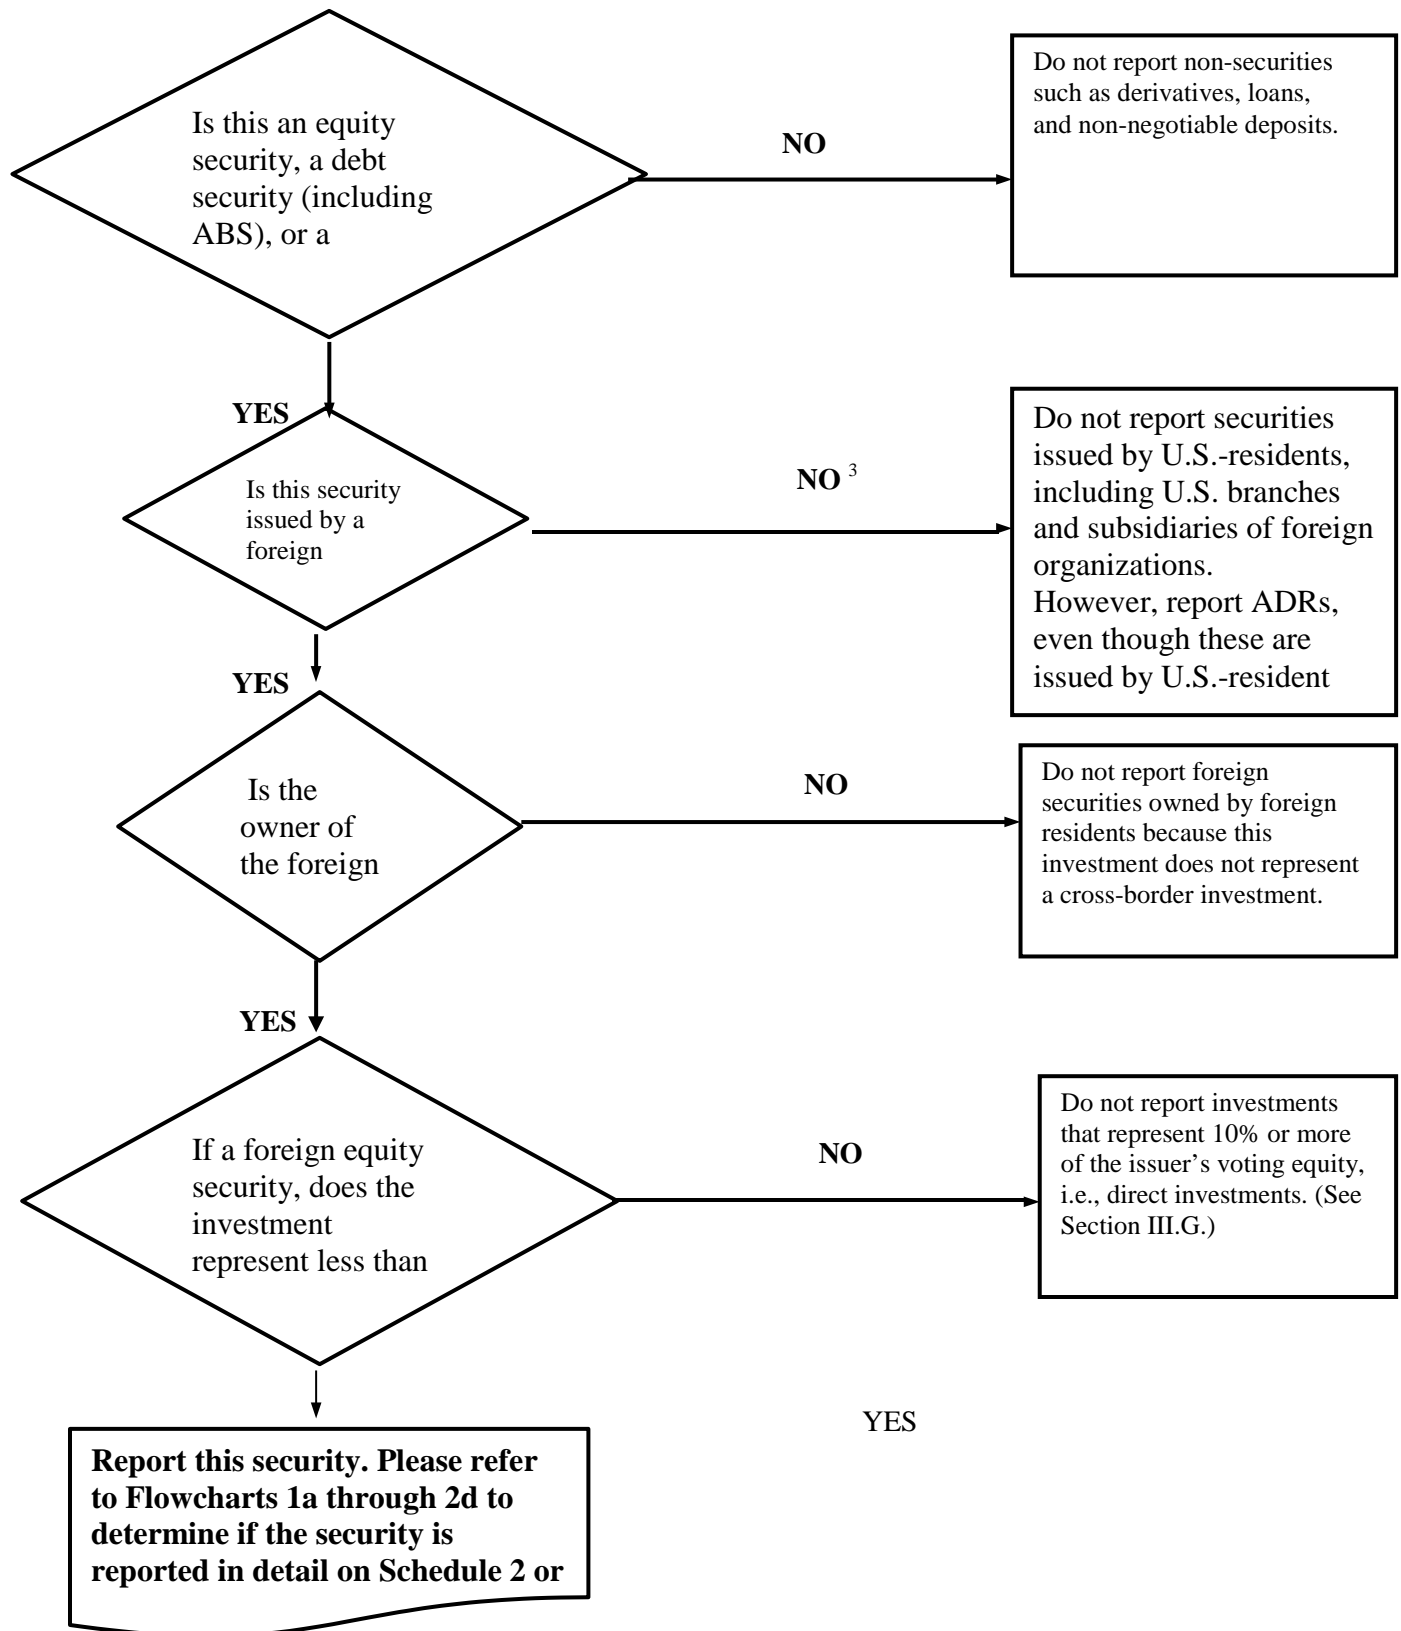 Is this an equity
security, a debt
security (including
ABS), or a
NO
Do not report non-securities
such as derivatives, loans,
and non-negotiable deposits.
YES
Is this security
issued by a
foreign
NO 3
Do not report securities
issued by U.S.-residents,
including U.S. branches
and subsidiaries of foreign
organizations.
However, report ADRs,
even though these are
issued by U.S.-resident
YES
Is the
owner of
the foreign
NO
Do not report foreign
securities owned by foreign
residents because this
investment does not represent
a cross-border investment.
YES
If a foreign equity
security, does the
investment
represent less than
NO
Do not report investments
that represent 10% or more
of the issuer’s voting equity,
i.e., direct investments. (See
Section III.G.)
YES
Report this security. Please refer
to Flowcharts 1a through 2d to
determine if the security is
reported in detail on Schedule 2 or